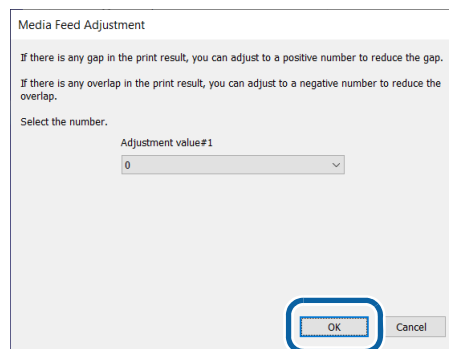 Media Feed Adjustment
If there is any gap in the print result, you can adjust to a positive number to reduce the gap.
If there is any overlap in the print result, you can adjust to a negative number to reduce the
overlap.
Select the number.
Adjustment value#1
0
OK
Cancel